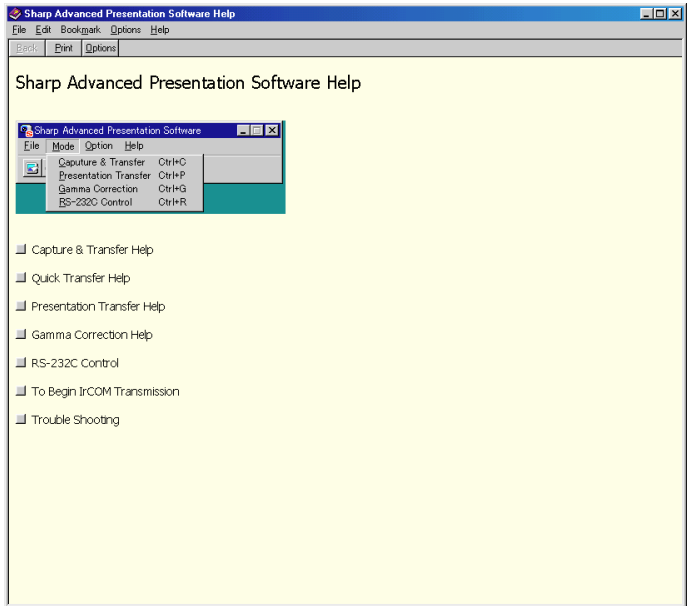 Sharp Advanced Presentation Software Help
File Edit Bookmark Options Help
Back Print Options
Sharp Advanced Presentation Software Help
Sharp Advanced Presentation Software
File Mode Option Help
Caputure & Transfer Ctrl+C
Presentation Transfer Ctrl+P
Gamma Correction Ctrl+G
RS-232C Control Ctrl+R
Capture & Transfer Help
Quick Transfer Help
Presentation Transfer Help
Gamma Correction Help
RS-232C Control
To Begin IrCOM Transmission
Trouble Shooting